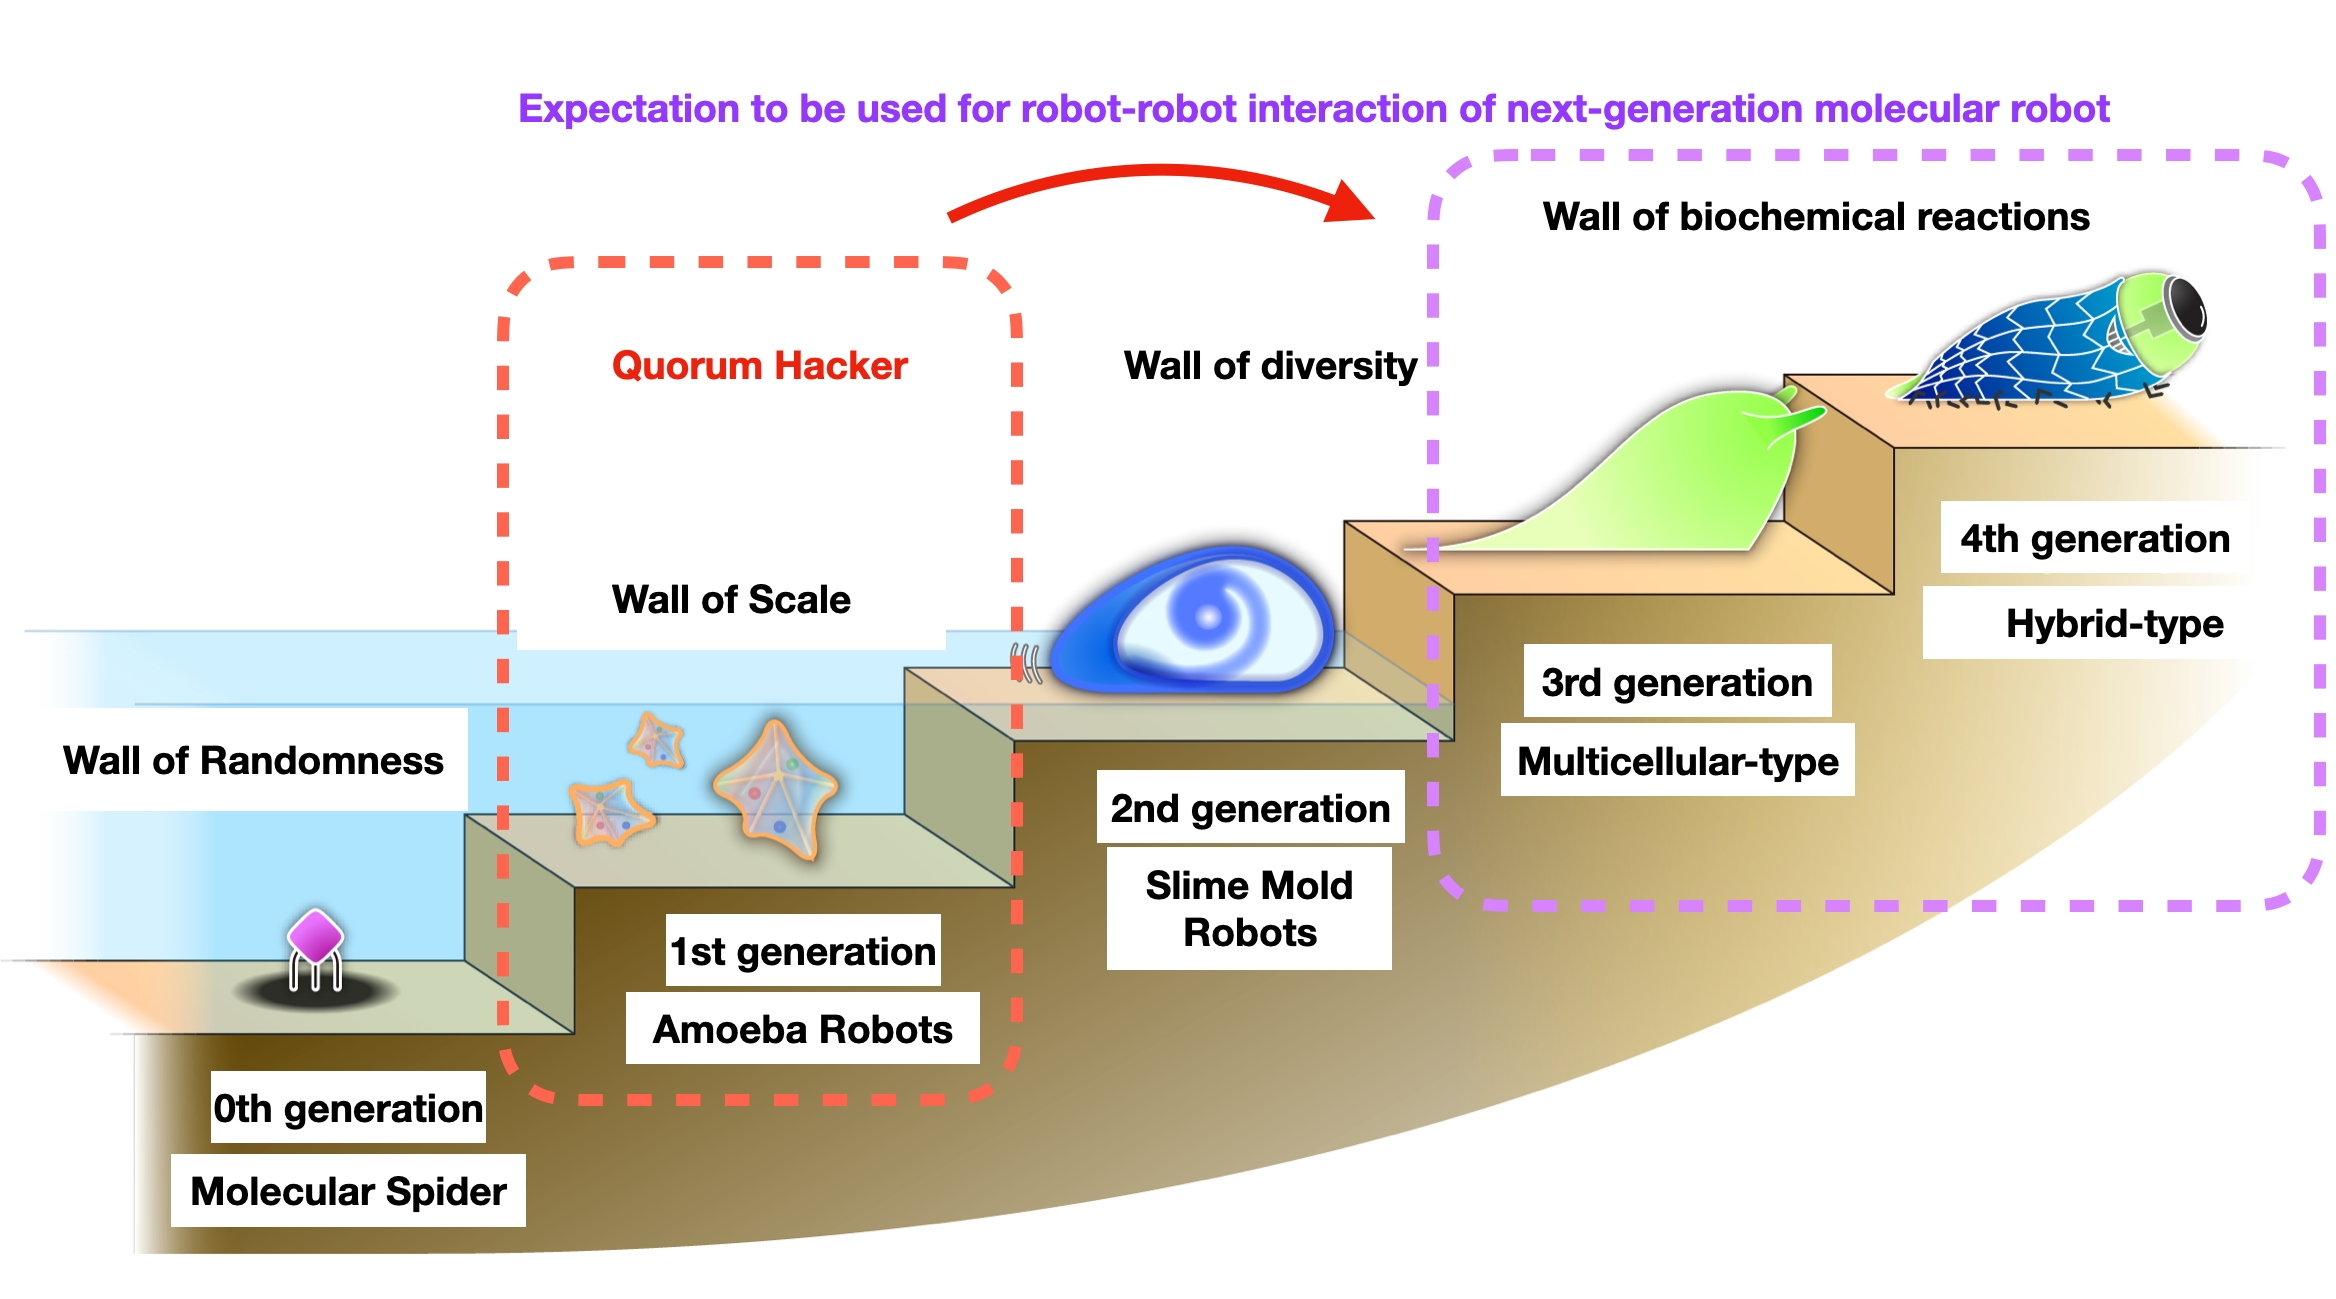 Expectation to be used for robot-robot interaction of next-generation molecular robot
Wall of biochemical reactions
Quorum Hacker
Wall of diversity
Wall of Scale
Wall of Randomness
4th generation
Hybrid-type
3rd generation
Multicellular-type
2nd generation
Slime Mold
Robots
1st generation
Amoeba Robots
0th generation
Molecular Spider